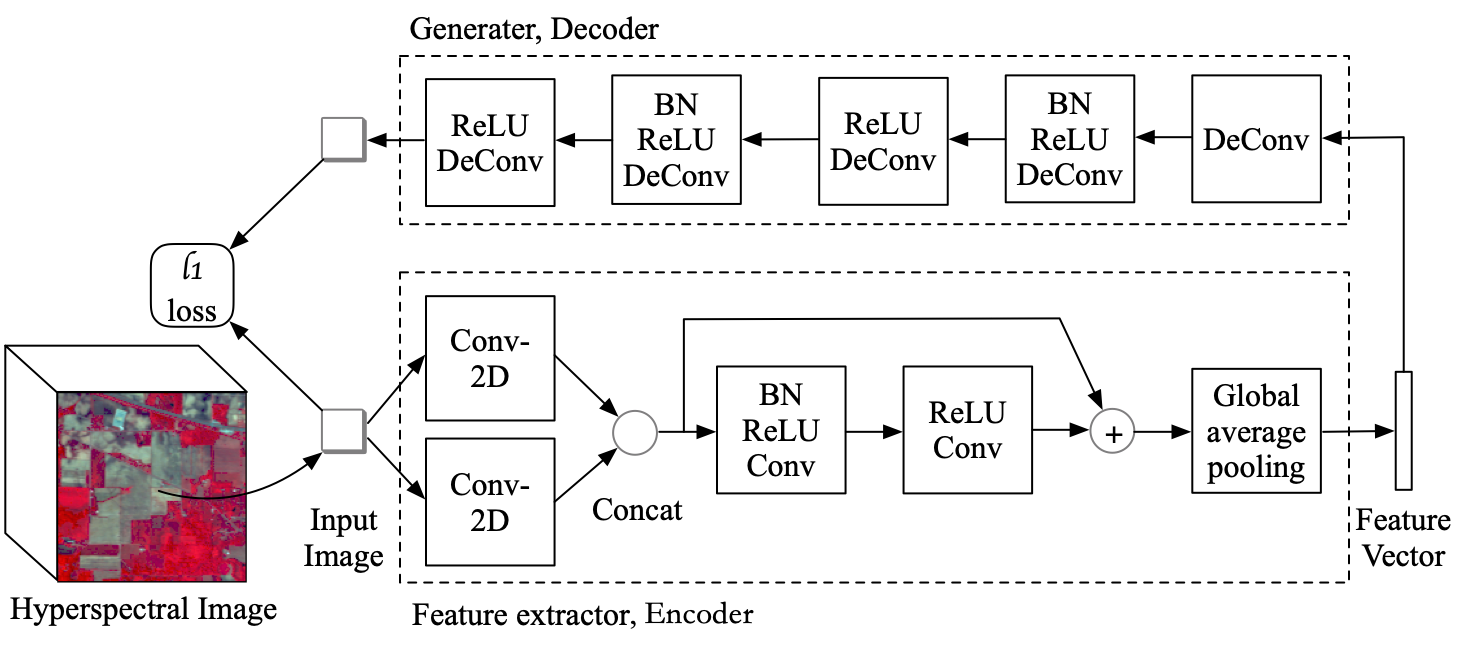 Generater, Decoder
ReLU
DeConv
BN
ReLU
DeConv
ReLU
DeConv
BN
ReLU
DeConv
DeConv
l1
loss
Conv-
2D
Conv-
2D
Concat
BN
ReLU
Conv
ReLU
Conv
+
Global
average
pooling
Feature
Vector
Input
Image
Hyperspectral Image
Feature extractor, Encoder